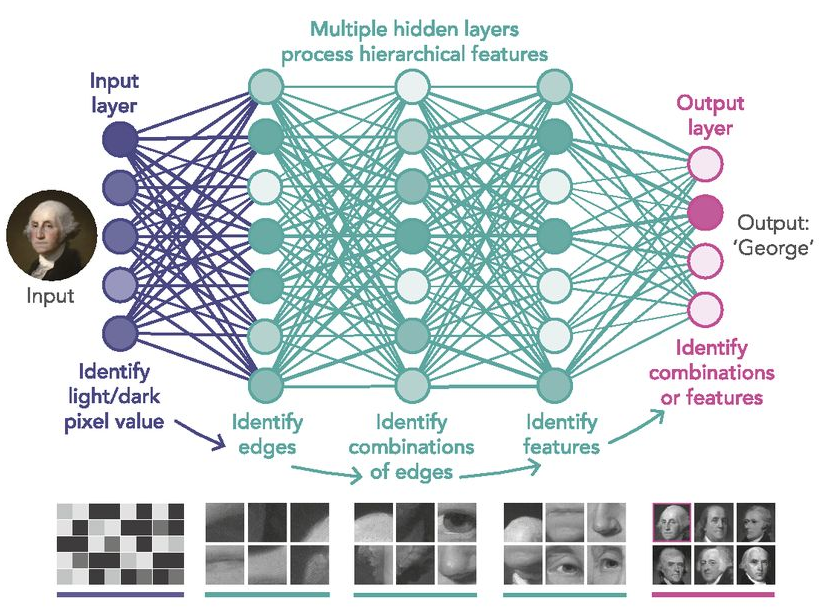 Multiple hidden layers
process hierarchical features
Input
layer
Output
layer
Input
Output:
‘George’
Identify
light/dark
pixel value
Identify
edges
Identify
combinations
of edges
Identify
features
Identify
combinations
or features